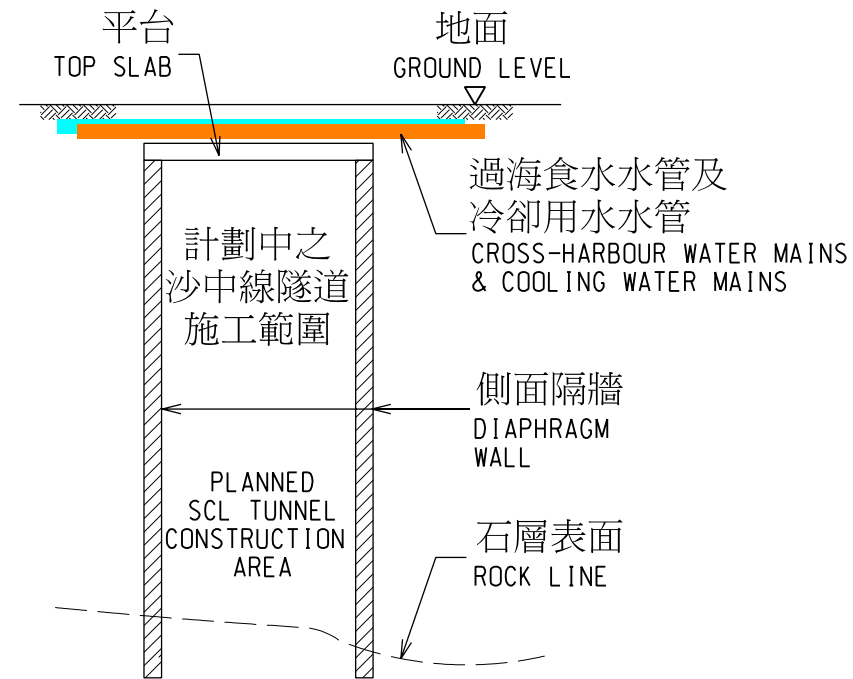 平台
TOP SLAB
地面
GROUND LEVEL
過海食水水管及
冷卻用水水管
CROSS-HARBOUR WATER MAINS
& COOLING WATER MAINS
計劃中之
沙中線隧道
施工範圍
側面隔牆
DIAPHRAGM
WALL
PLANNED
SCL TUNNEL
CONSTRUCTION
AREA
石層表面
ROCK LINE